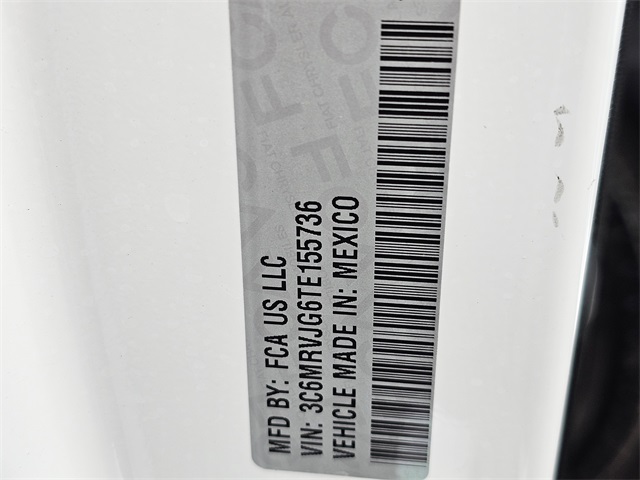 MFD BY: FCA US LLC
VIN: 3C6MRVJG6TE155736
VEHICLE MADE IN: MEXICO